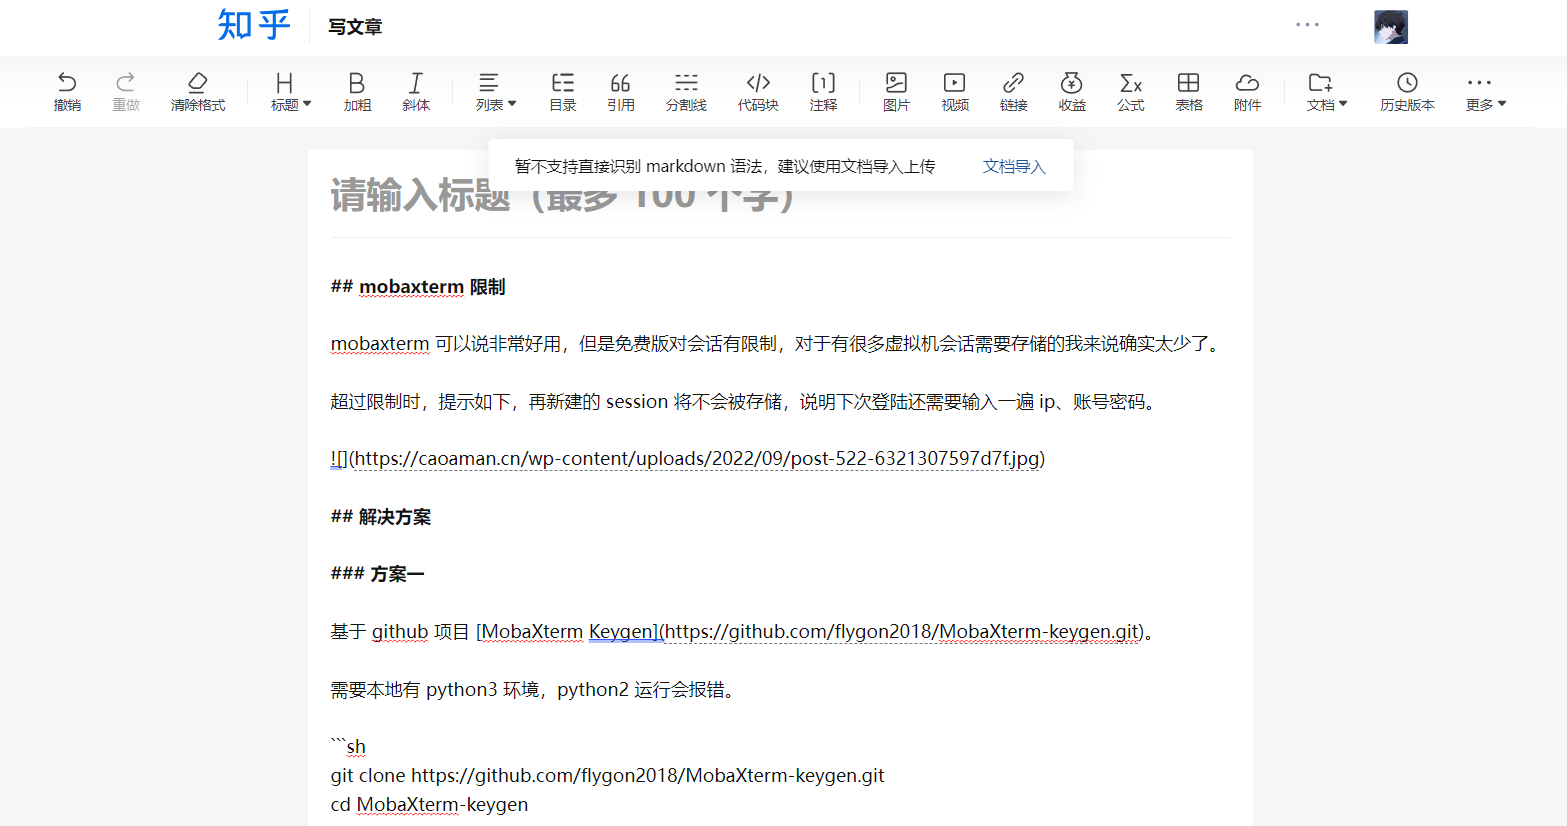 知乎 写文章
撤销 重做 清除格式 标题 加粗 斜体 列表 目录 引用 分割线 代码块 注释 图片 视频 链接 收益 公式 表格 附件 文档 历史版本 更多
暂不支持直接识别 markdown 语法，建议使用文档导入上传 文档导入
请输入标题（最多 100 个字）
## mobaxterm 限制
mobaxterm 可以说非常好用，但是免费版对会话有限制，对于有很多虚拟机会话需要存储的我来说确实太少了。
超过限制时，提示如下，再新建的 session 将不会被存储，说明下次登陆还需要输入一遍 ip、账号密码。
![](https://caoaman.cn/wp-content/uploads/2022/09/post-522-6321307597d7f.jpg)
## 解决方案
### 方案一
基于 github 项目 [MobaXterm Keygen](https://github.com/flygon2018/MobaXterm-keygen.git)。
需要本地有 python3 环境，python2 运行会报错。
```sh
git clone https://github.com/flygon2018/MobaXterm-keygen.git
cd MobaXterm-keygen